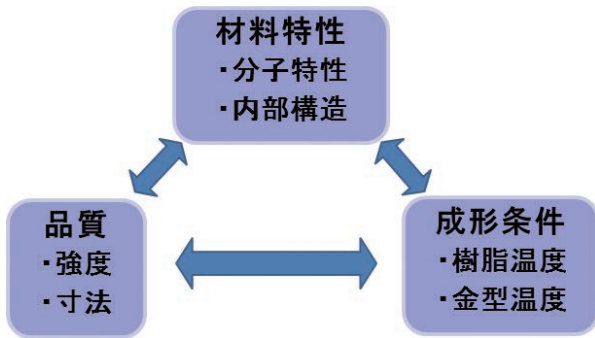 材料特性
・分子特性
・内部構造
品質
・強度
・寸法
成形条件
・樹脂温度
・金型温度